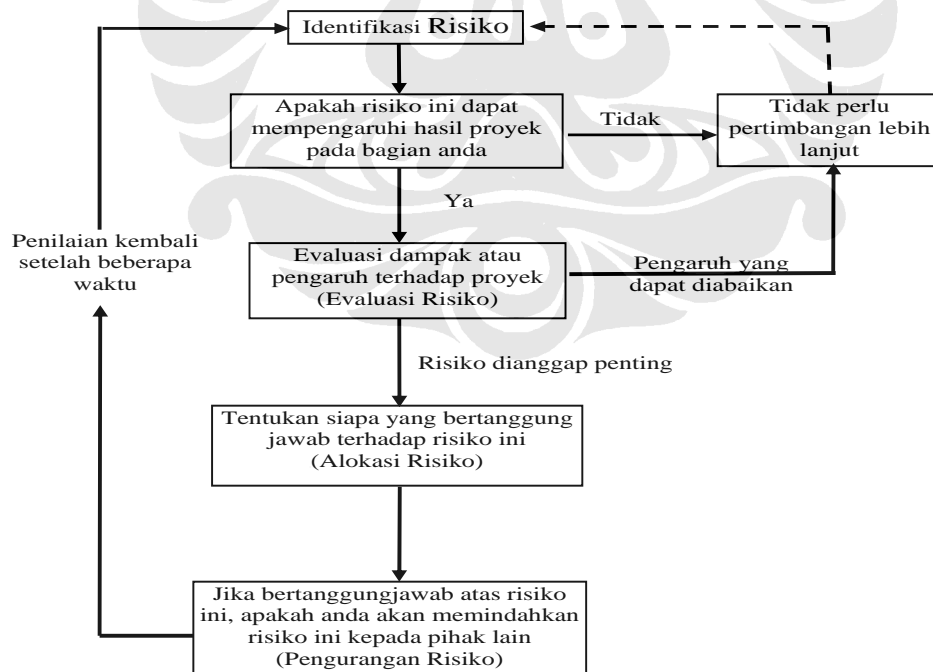 Identifikasi Risiko
Apakah risiko ini dapat
mempengaruhi hasil proyek
pada bagian anda
Tidak
Tidak perlu
pertimbangan lebih
lanjut
Ya
Penilaian kembali
setelah beberapa
waktu
Evaluasi dampak atau
pengaruh terhadap proyek
(Evaluasi Risiko)
Pengaruh yang
dapat diabaikan
Risiko dianggap penting
Tentukan siapa yang bertanggung
jawab terhadap risiko ini
(Alokasi Risiko)
Jika bertanggungjawab atas risiko
ini, apakah anda akan memindahkan
risiko ini kepada pihak lain
(Pengurangan Risiko)